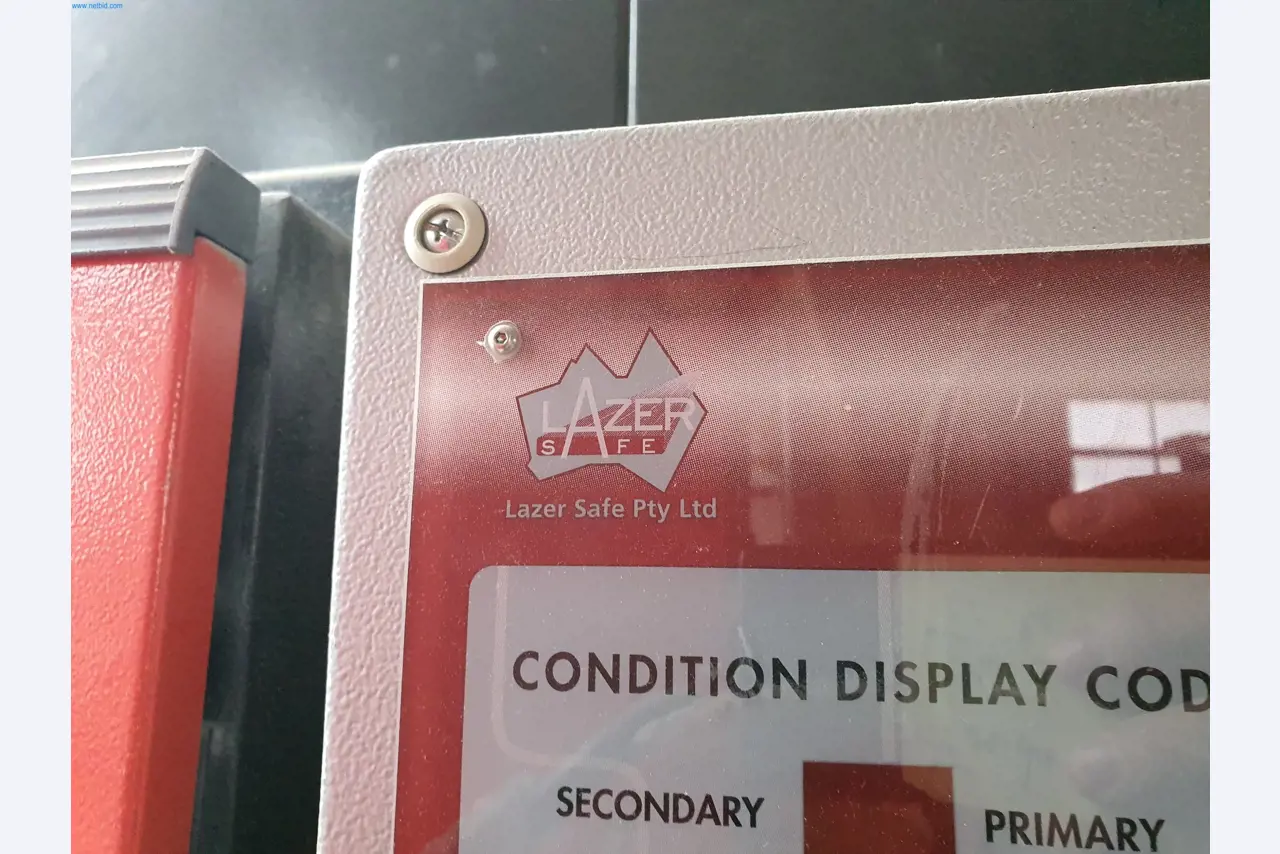 www.netbid.com
LAZER
SAFE
Lazer Safe Pty Ltd
CONDITION DISPLAY COD
SECONDARY
PRIMARY